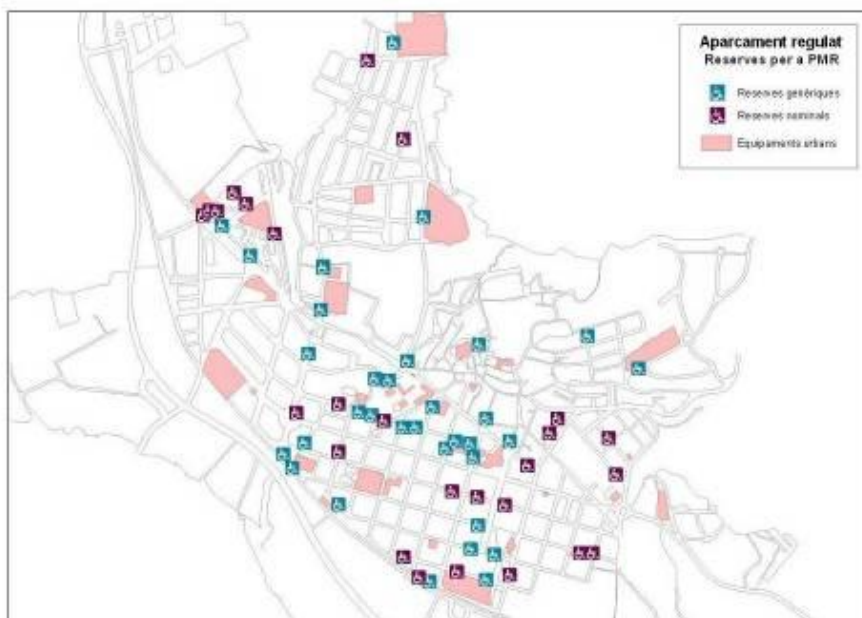 Aparcament regulat
Reserves per a PMR
Reserves genèriques
Reserves nominals
Equipaments urbans